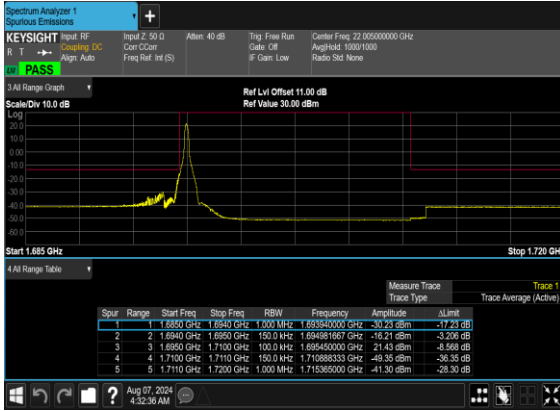 Spectrum Analyzer 1
Spurious Emissions
+
KEYSIGHT Input: RF Input Z: 50 Ω Atten: 40 dB Trig: Free Run Center Freq: 22.005000000 GHz
R T Coupling: DC Corr CCorr Gate: Off Avg|Hold: 1000/1000
Align: Auto Freq Ref: Int (S) IF Gain: Low Radio Std: None
PASS
3 All Range Graph
Ref Lvl Offset 11.00 dB
Scale/Div 10.0 dB Ref Value 30.00 dBm
Log
20.0
10.0
0.00
-10.0
-20.0
-30.0
-40.0
-50.0
-60.0
Start 1.685 GHz Stop 1.720 GH
4 All Range Table
Measure Trace Trace 1
Trace Type Trace Average (Active)
Spur Range Start Freq Stop Freq RBW Frequency Amplitude ΔLimit
1 1 1.6850 GHz 1.6940 GHz 1.000 MHz 1.693940000 GHz -30.23 dBm -17.23 dB
2 2 1.6940 GHz 1.6950 GHz 150.0 kHz 1.694981667 GHz -16.21 dBm -3.206 dB
3 3 1.6950 GHz 1.7100 GHz 100.0 kHz 1.695450000 GHz 21.43 dBm -8.568 dB
4 4 1.7100 GHz 1.7110 GHz 150.0 kHz 1.710888333 GHz -49.35 dBm -36.35 dB
5 5 1.7110 GHz 1.7200 GHz 1.000 MHz 1.715365000 GHz -41.30 dBm -28.30 dB
Aug 07, 2024
4:32:36 AM